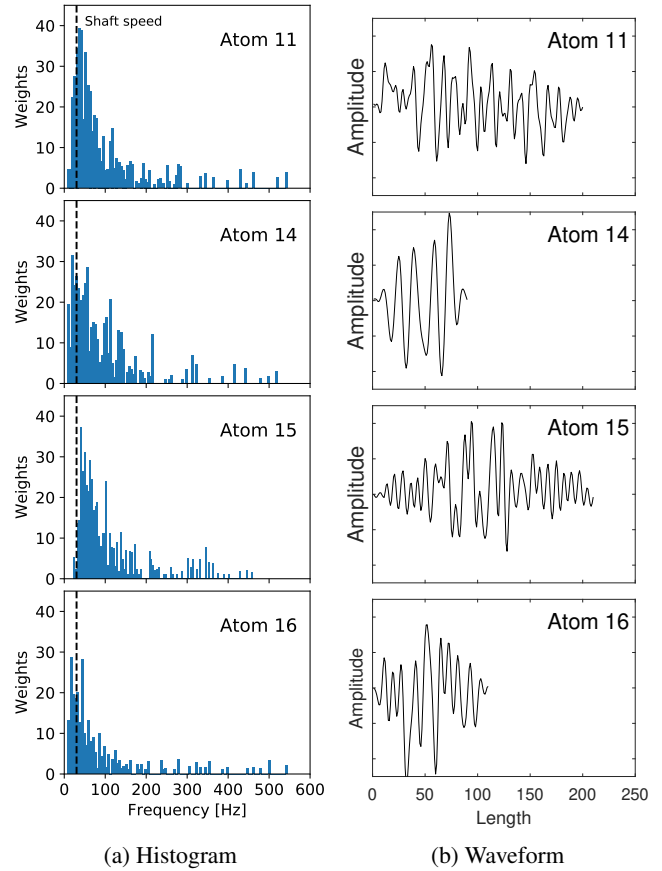 Shaft speed
Atom 11
Weights
40
30
20
10
0
Atom 14
Weights
40
30
20
10
0
Atom 15
Weights
40
30
20
10
0
Atom 16
Weights
40
30
20
10
0
0 100 200 300 400 500 600
Frequency [Hz]
(a) Histogram
Atom 11
Amplitude
Atom 14
Amplitude
Atom 15
Amplitude
Atom 16
Amplitude
0 50 100 150 200 250
Length
(b) Waveform